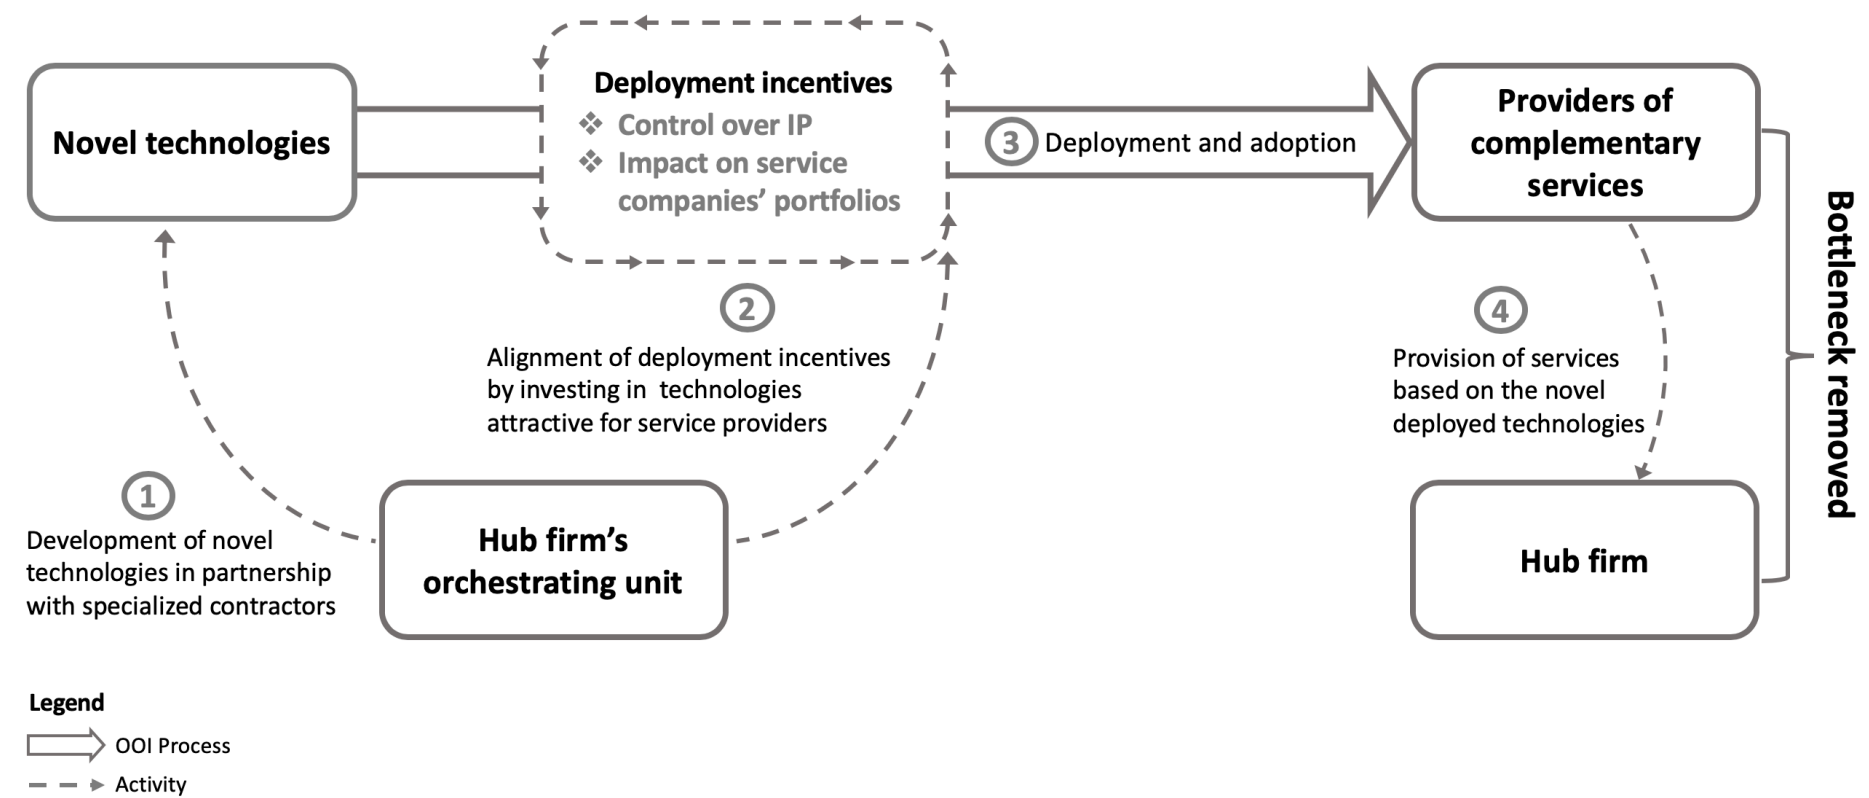 Novel technologies
Deployment incentives
❖ Control over IP
❖ Impact on service
companies’ portfolios
3 Deployment and adoption
Providers of
complementary
services
2
Alignment of deployment incentives
by investing in technologies
attractive for service providers
4
Provision of services
based on the novel
deployed technologies
Bottleneck removed
1
Development of novel
technologies in partnership
with specialized contractors
Hub firm’s
orchestrating unit
Hub firm
Legend
OOI Process
Activity